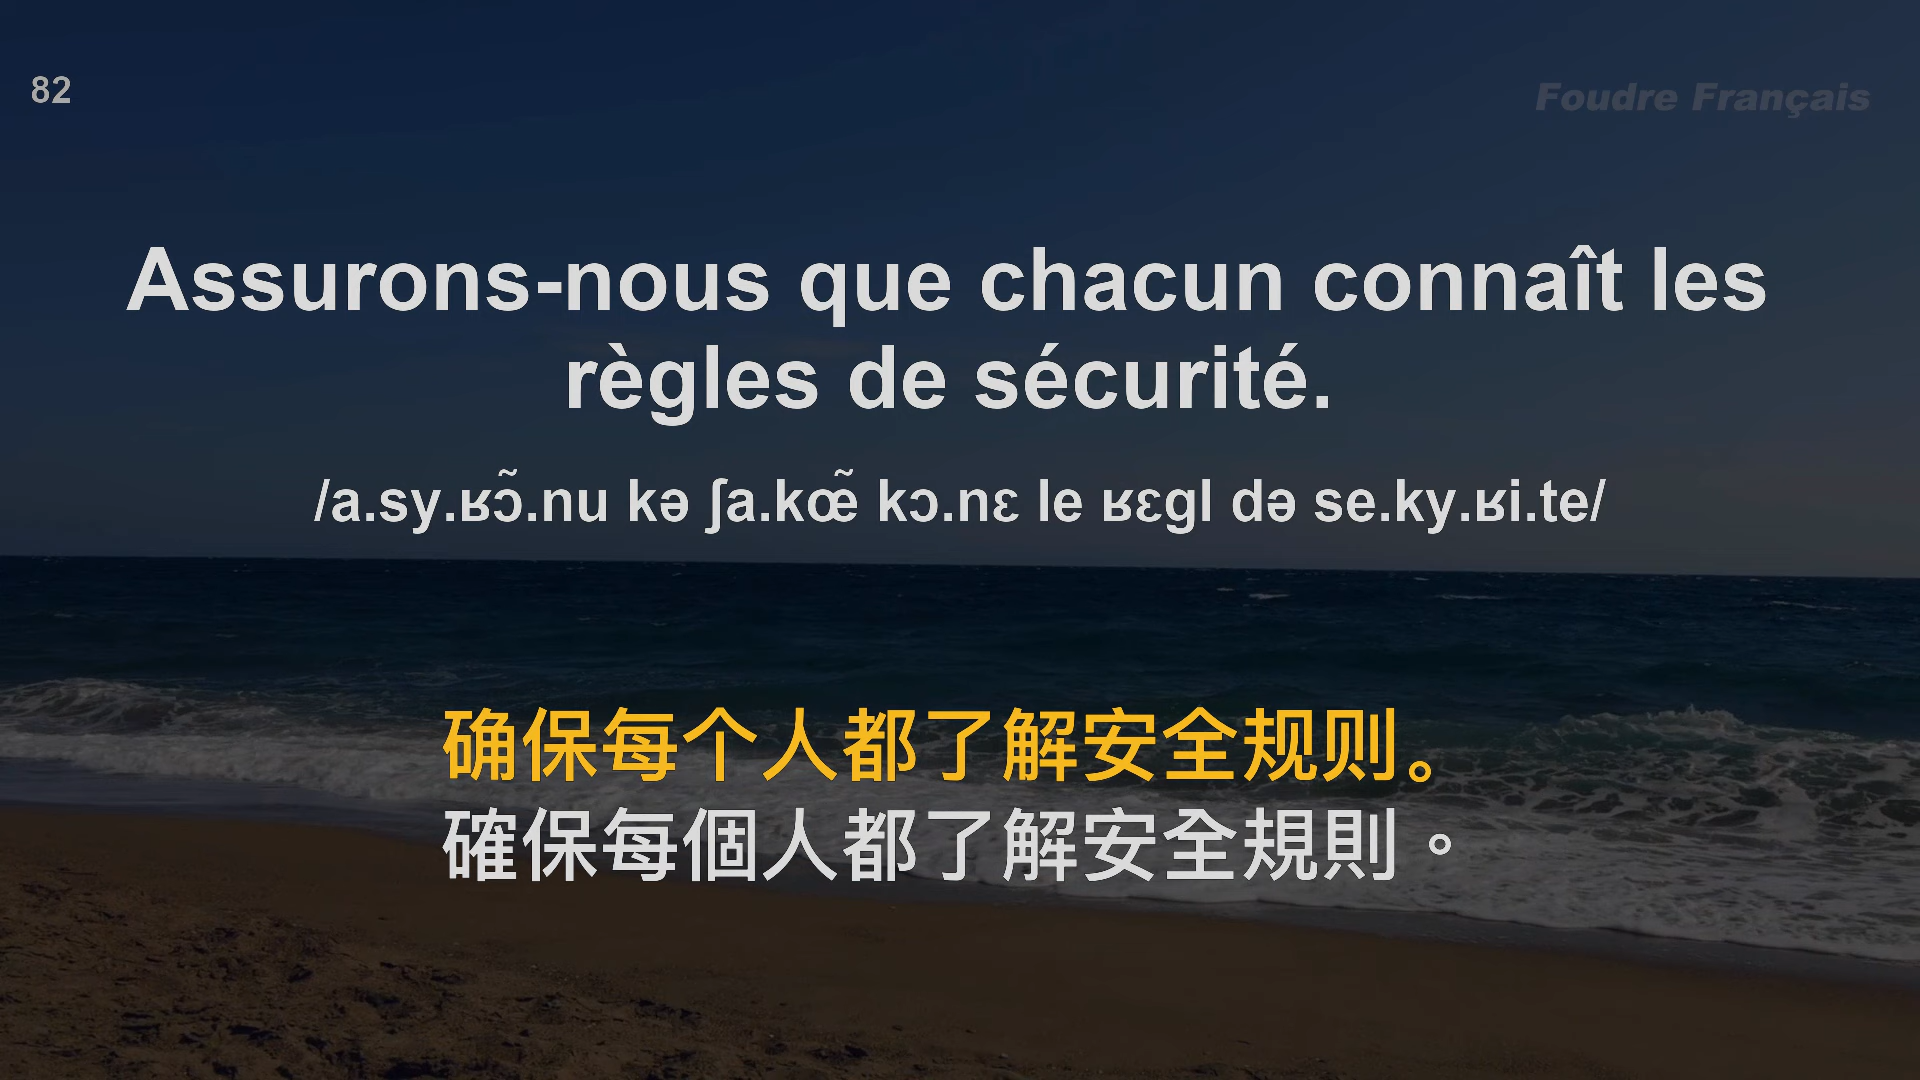 82
Foudre Français
Assurons-nous que chacun connaît les
règles de sécurité.
/a.sy.ʁɔ̃.nu kə ʃa.kœ̃ kɔ.nɛ le ʁɛgl də se.ky.ʁi.te/
确保每个人都了解安全规则。
確保每個人都了解安全規則。